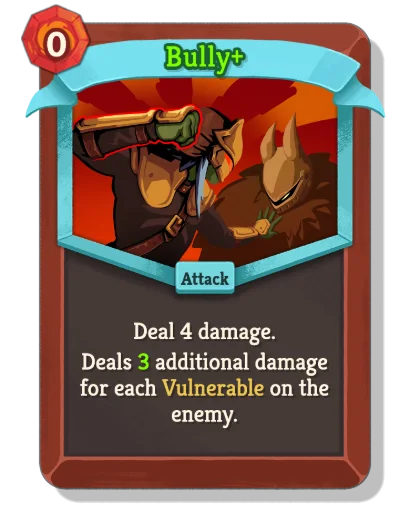 0
Bully+
Attack
Deal 4 damage.
Deals 3 additional damage
for each Vulnerable on the
enemy.